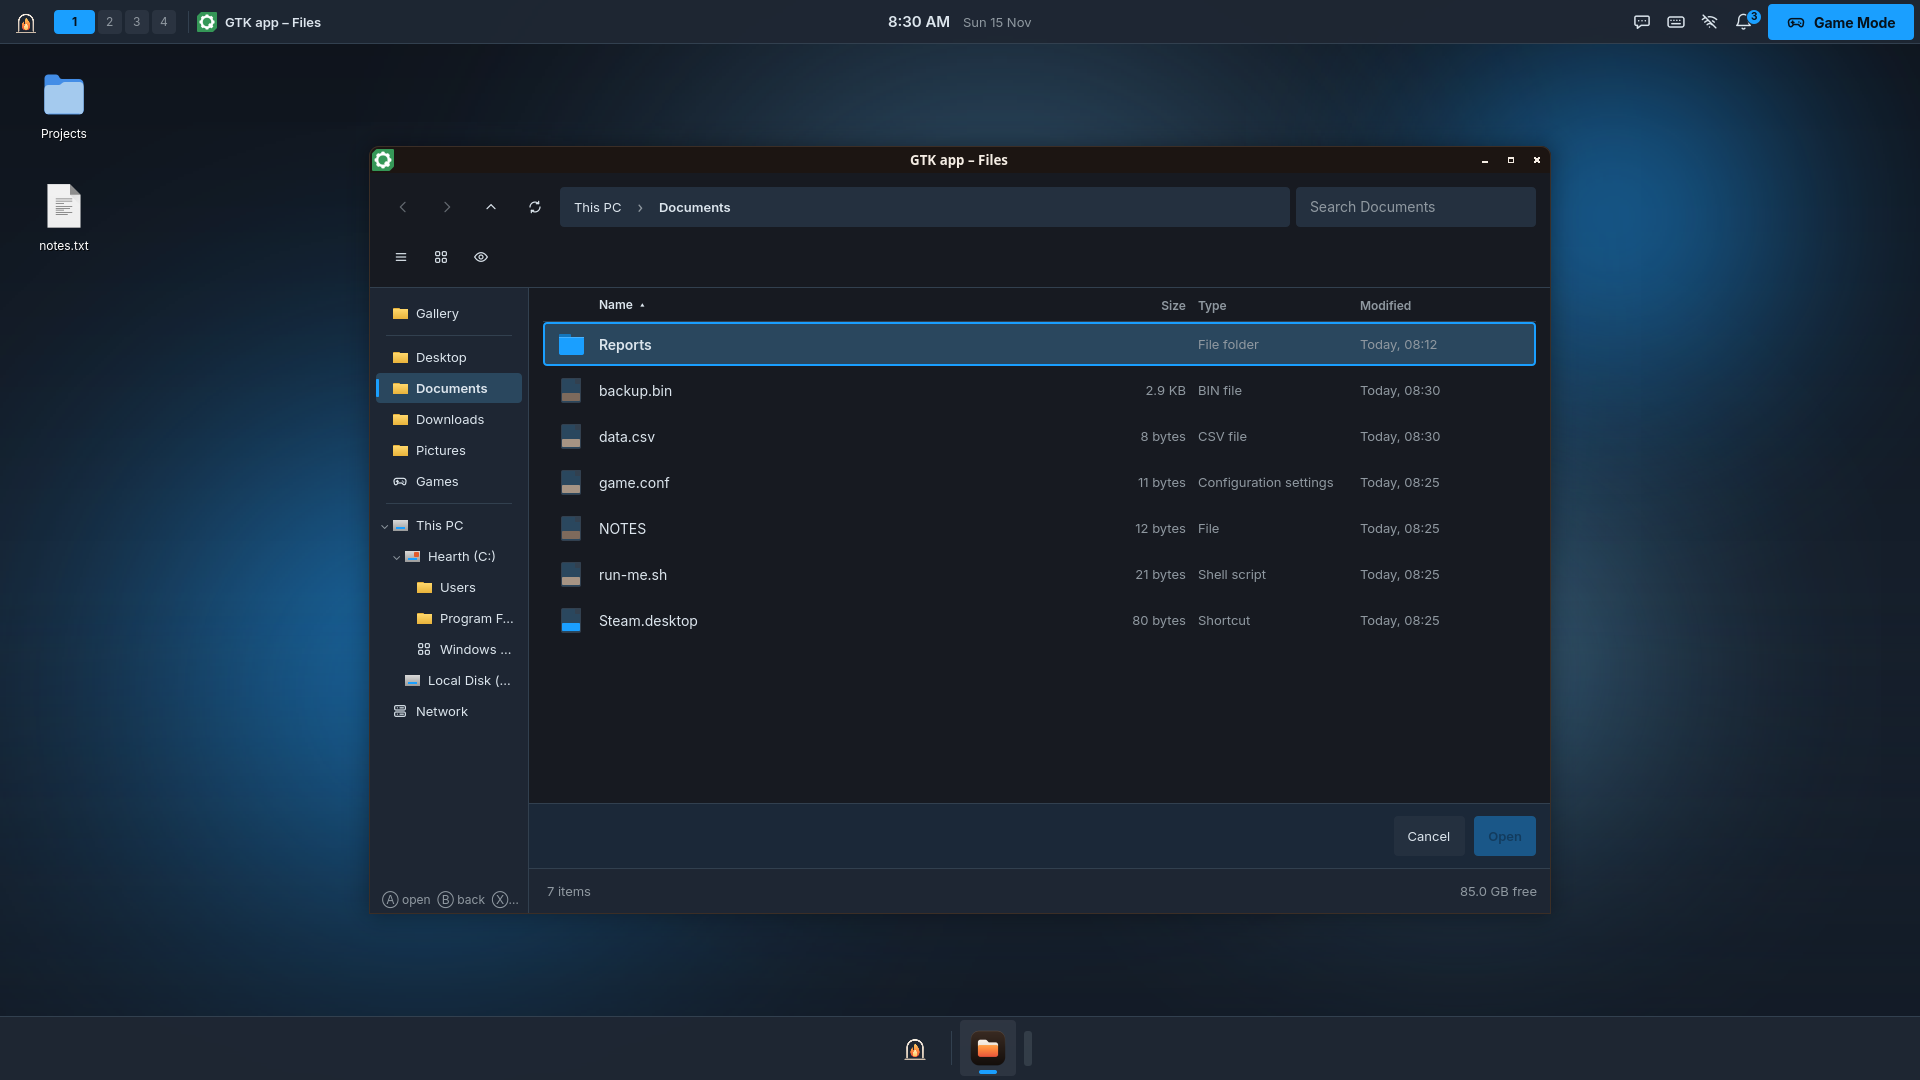 1 2 3 4 GTK app – Files 8:30 AM Sun 15 Nov 3 Game Mode
Projects
notes.txt
GTK app – Files
This PC › Documents Search Documents
Name Size Type Modified
Gallery
Desktop
Documents
Downloads
Pictures
Games
This PC
Hearth (C:)
Users
Program F...
Windows ...
Local Disk (...
Network
Reports File folder Today, 08:12
backup.bin 2.9 KB BIN file Today, 08:30
data.csv 8 bytes CSV file Today, 08:30
game.conf 11 bytes Configuration settings Today, 08:25
NOTES 12 bytes File Today, 08:25
run-me.sh 21 bytes Shell script Today, 08:25
Steam.desktop 80 bytes Shortcut Today, 08:25
Cancel Open
A open B back X...
7 items 85.0 GB free